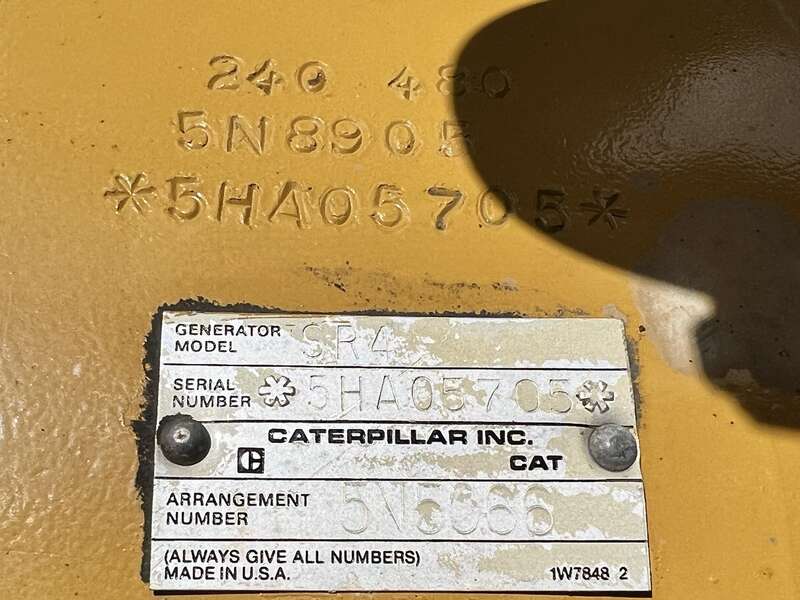 240 480
5N8905
*5HA05705*
GENERATOR MODEL SR4
SERIAL NUMBER *5HA05705*
CATERPILLAR INC.
C CAT
ARRANGEMENT NUMBER
(ALWAYS GIVE ALL NUMBERS)
MADE IN U.S.A. 1W7848 2